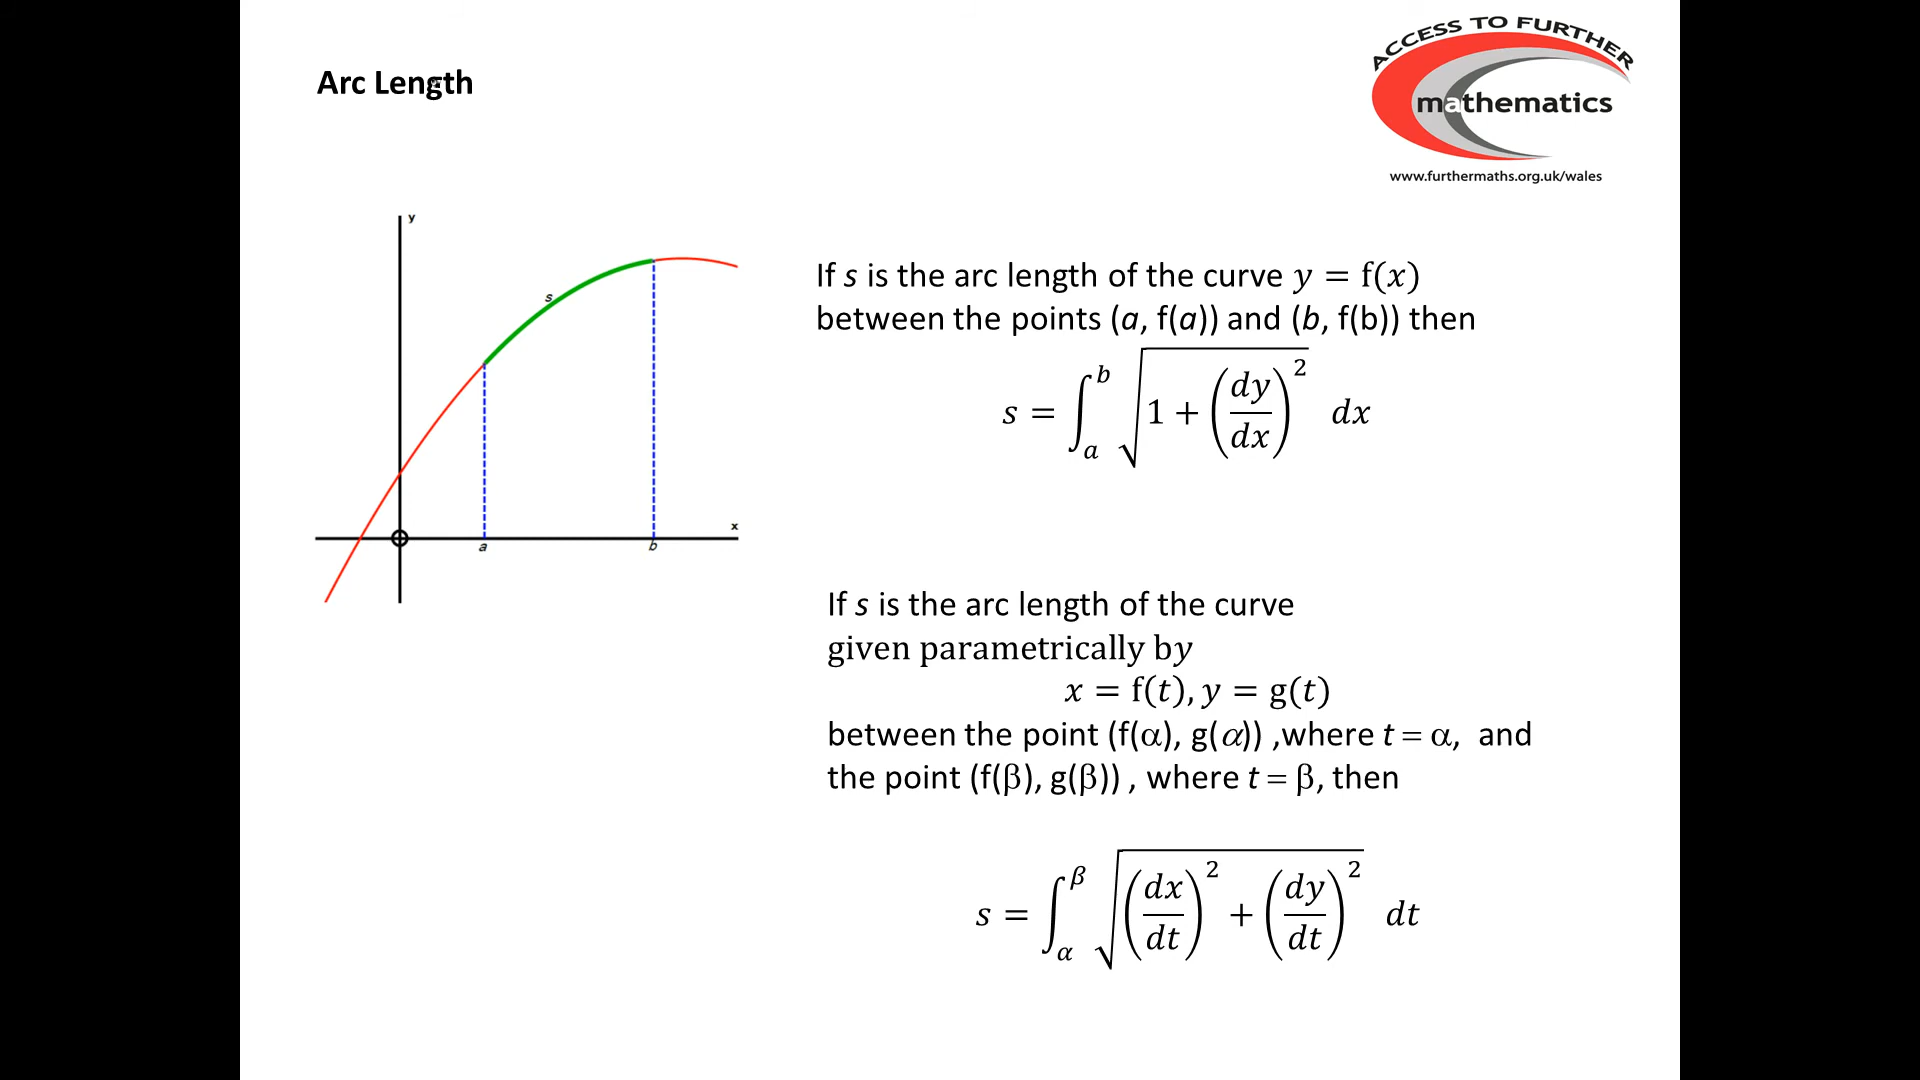 Arc Length
ACCESS TO FURTHER
mathematics
www.furthermaths.org.uk/wales
y
s
x
a
b
If s is the arc length of the curve y = f(x)
between the points (a, f(a)) and (b, f(b)) then
s = ∫_a^b √(1 + (dy/dx)^2) dx
If s is the arc length of the curve
given parametrically by
x = f(t), y = g(t)
between the point (f(α), g(α)) ,where t = α, and
the point (f(β), g(β)) , where t = β, then
s = ∫_α^β √((dx/dt)^2 + (dy/dt)^2) dt